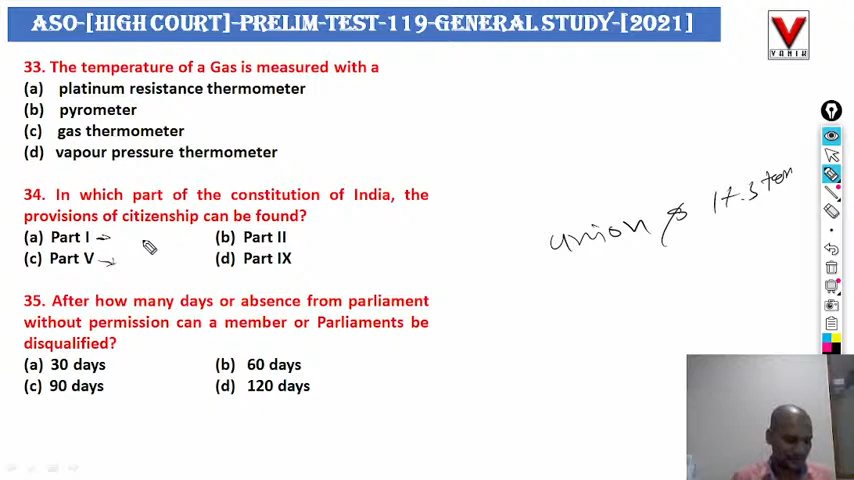 ASO-[HIGH COURT]-PRELIM-TEST-119-GENERAL STUDY-[2021]
VAMIR
33. The temperature of a Gas is measured with a
(a) platinum resistance thermometer
(b) pyrometer
(c) gas thermometer
(d) vapour pressure thermometer
34. In which part of the constitution of India, the
provisions of citizenship can be found?
(a) Part I
(b) Part II
(c) Part V
(d) Part IX
union
35. After how many days or absence from parliament
without permission can a member or Parliaments be
disqualified?
(a) 30 days
(b) 60 days
(c) 90 days
(d) 120 days